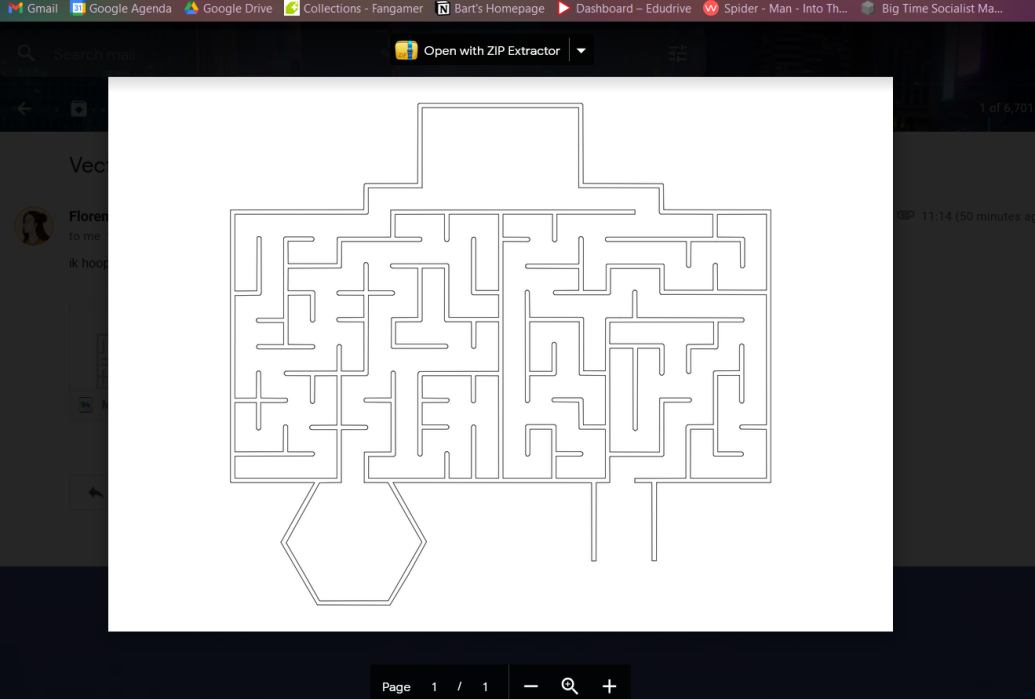 Gmail Google Agenda Google Drive Collections - Fangamer Bart's Homepage Dashboard – Edudrive Spider - Man - Into Th... Big Time Socialist Ma...
Search mail
Open with ZIP Extractor
1 of 6,701
Vec
Floren
11:14 (50 minutes ag
to me
ik hoop
Page 1 / 1